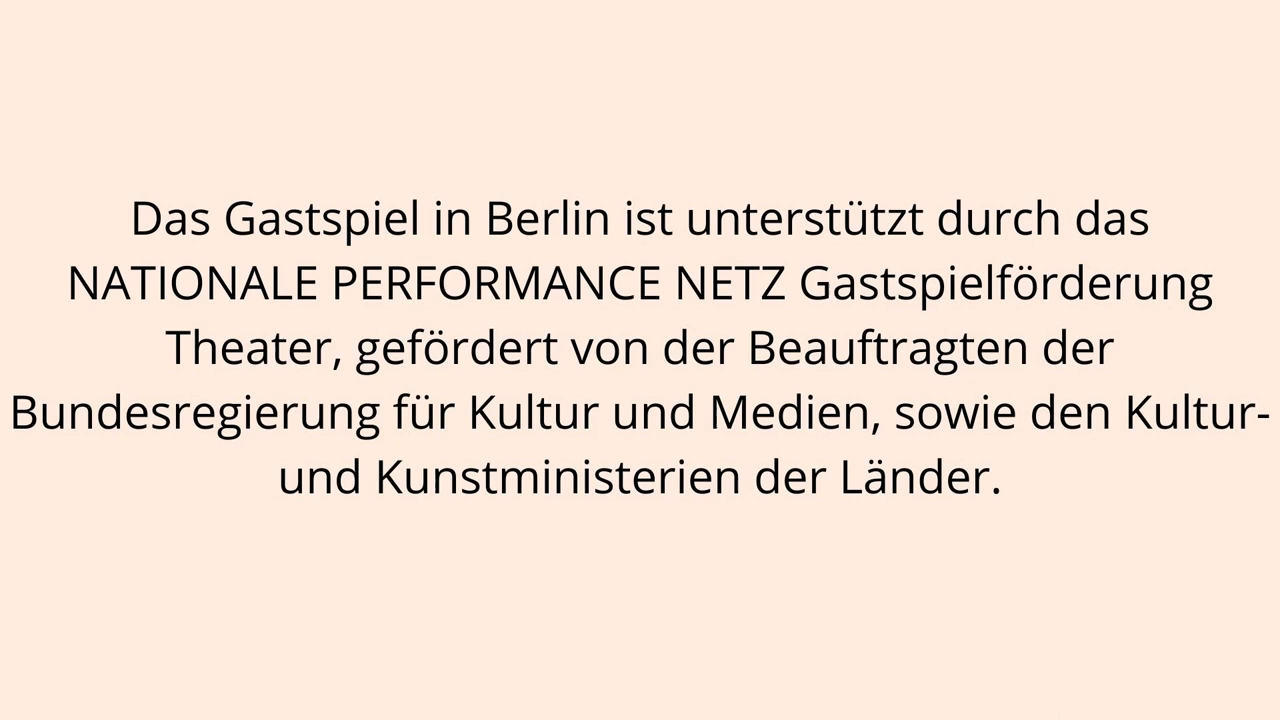 Das Gastspiel in Berlin ist unterstützt durch das
NATIONALE PERFORMANCE NETZ Gastspielförderung
Theater, gefördert von der Beauftragten der
Bundesregierung für Kultur und Medien, sowie den Kultur-
und Kunstministerien der Länder.